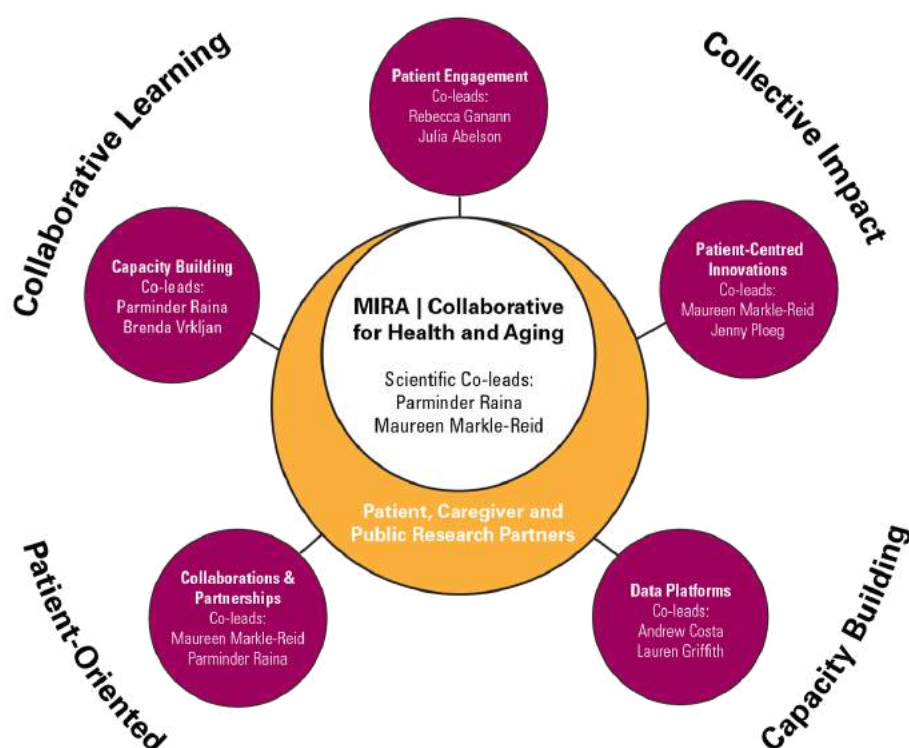 Collaborative Learning
Collective Impact
Patient Engagement
Co-leads:
Rebecca Ganann
Julia Abelson
Capacity Building
Co-leads:
Parminder Raina
Brenda Vrkljan
MIRA | Collaborative
for Health and Aging
Scientific Co-leads:
Parminder Raina
Maureen Markle-Reid
Patient-Centred
Innovations
Co-leads:
Maureen Markle-Reid
Jenny Ploeg
Patient, Caregiver and
Public Research Partners
Collaborations &
Partnerships
Co-leads:
Maureen Markle-Reid
Parminder Raina
Data Platforms
Co-leads:
Andrew Costa
Lauren Griffith
Patient-Oriented
Capacity Building